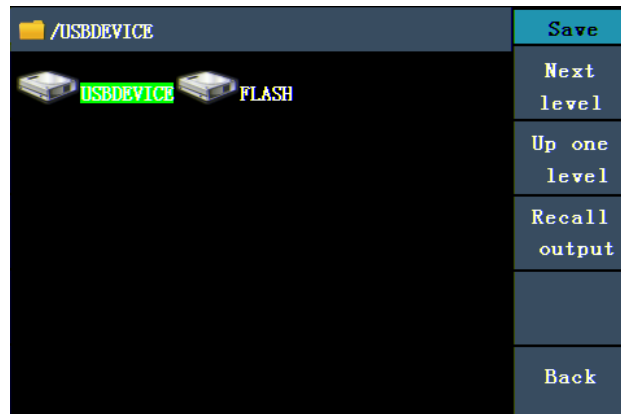 /USBDEVICE
USBDEVICE FLASH
Save
Next
level
Up one
level
Recall
output
Back